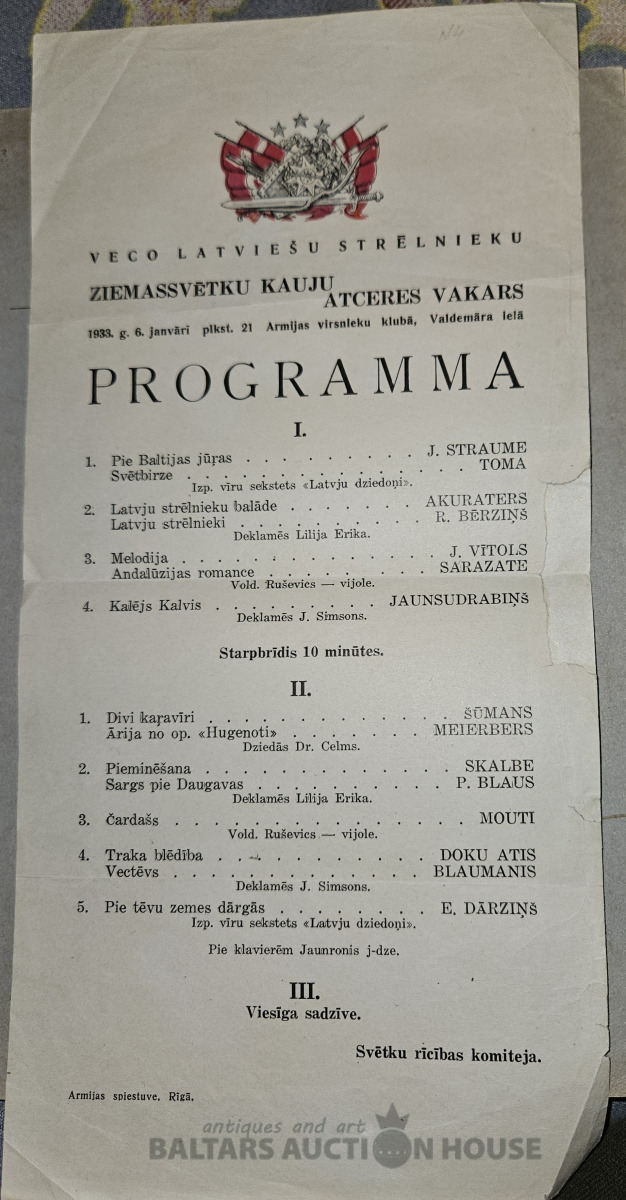 VECO LATVIEŠU STRĒLNIEKU
ZIEMASSVĒTKU KAUJU
ATCERES VAKARS
1933. g. 6. janvārī plkst. 21 Armijas virsnieku klubā, Valdemāra ielā
PROGRAMMA
I.
1. Pie Baltijas jūŗas . . . . . . . . . J. STRAUME
Svētbirze . . . . . . . . . . . . . . TOMA
Izp. vīru sekstets «Latvju dziedoņi».
2. Latvju strēlnieku balāde . . . . . . . AKURATERS
Latvju strēlnieki . . . . . . . . . . R. BĒRZIŅŠ
Deklamēs Lilija Erika.
3. Melodija . . . . . . . . . . . . . J. VĪTOLS
Andalūzijas romance . . . . . . . . SARAZATE
Vold. Ruševics — vijole.
4. Kalējs Kalvis . . . . . . . . . JAUNSUDRABIŅŠ
Deklamēs J. Simsons.
Starpbrīdis 10 minūtes.
II.
1. Divi kaŗavīri . . . . . . . . . . . . . ŠŪMANS
Ārija no op. «Hugenoti» . . . . . . . MEIERBERS
Dziedās Dr. Celms.
2. Pieminēšana . . . . . . . . . . . . . SKALBE
Sargs pie Daugavas . . . . . . . . . . P. BLAUS
Deklamēs Lilija Erika.
3. Čardašs . . . . . . . . . . . . . . MOUTI
Vold. Ruševics — vijole.
4. Traka blēdība . . . . . . . . . . . DOKU ATIS
Vectēvs . . . . . . . . . . . . . BLAUMANIS
Deklamēs J. Simsons.
5. Pie tēvu zemes dārgās . . . . . . . E. DĀRZIŅŠ
Izp. vīru sekstets «Latvju dziedoņi».
Pie klavierēm Jaunronis j-dze.
III.
Viesīga sadzīve.
Svētku rīcības komiteja.
Armijas spiestuve, Rīgā.
antiques and art
BALTARS AUCTION HOUSE